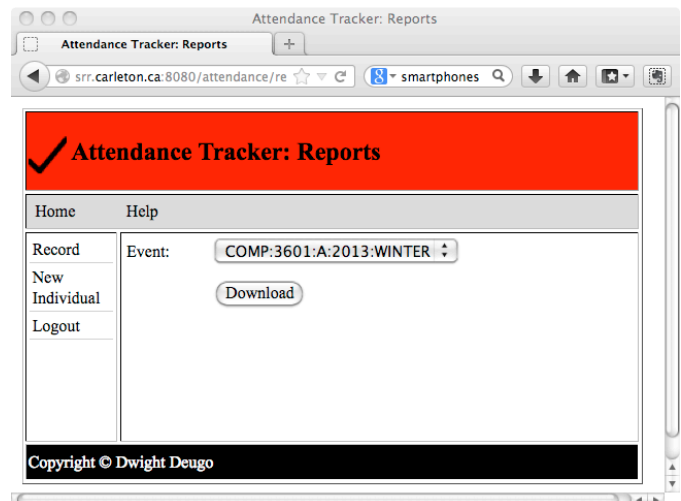 Attendance Tracker: Reports
Attendance Tracker: Reports
srr.carleton.ca:8080/attendance/re
smartphones
Attendance Tracker: Reports
Home Help
Record
New
Individual
Logout
Event: COMP:3601:A:2013:WINTER
Download
Copyright © Dwight Deugo